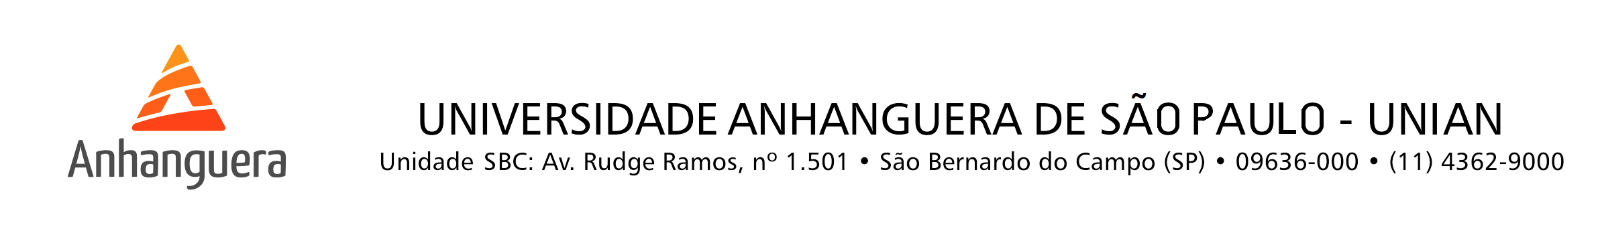 Anhanguera
UNIVERSIDADE ANHANGUERA DE SÃO PAULO - UNIAN
Unidade SBC: Av. Rudge Ramos, nº 1.501 • São Bernardo do Campo (SP) • 09636-000 • (11) 4362-9000